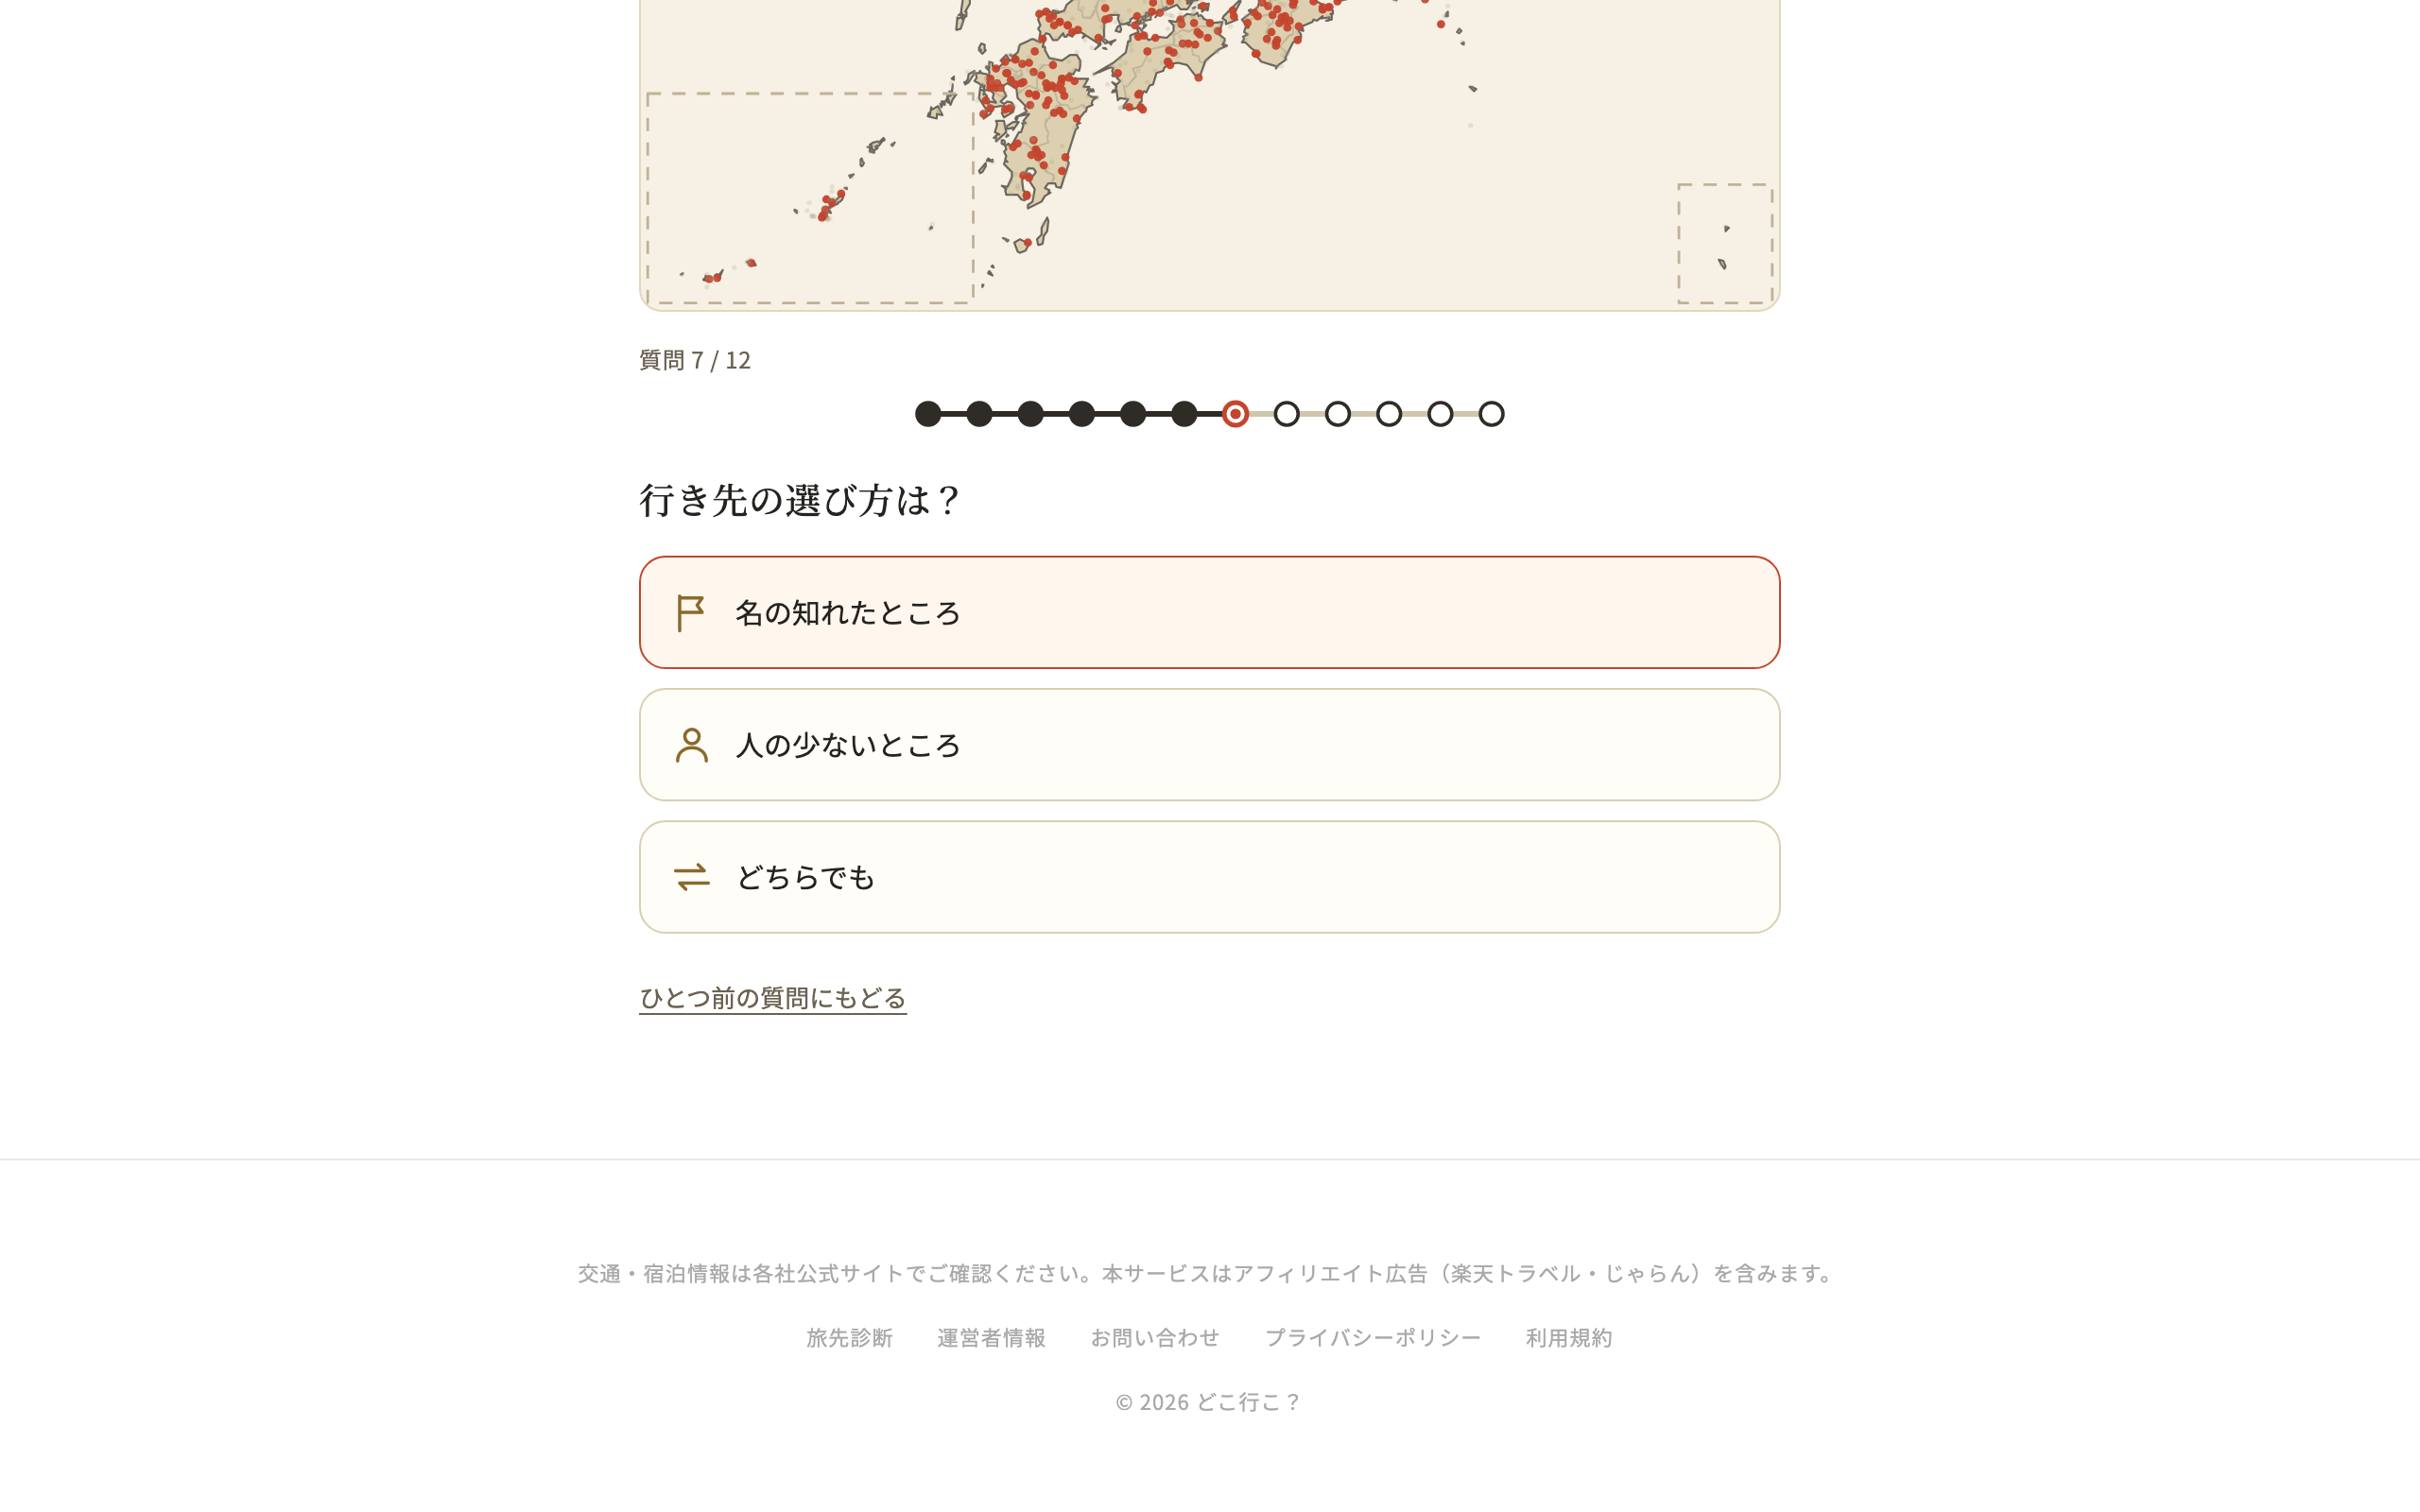 質問 7 / 12
行き先の選び方は？
名の知れたところ
人の少ないところ
どちらでも
ひとつ前の質問にもどる
交通・宿泊情報は各社公式サイトでご確認ください。本サービスはアフィリエイト広告（楽天トラベル・じゃらん）を含みます。
旅先診断 運営者情報 お問い合わせ プライバシーポリシー 利用規約
© 2026 どこ行こ？